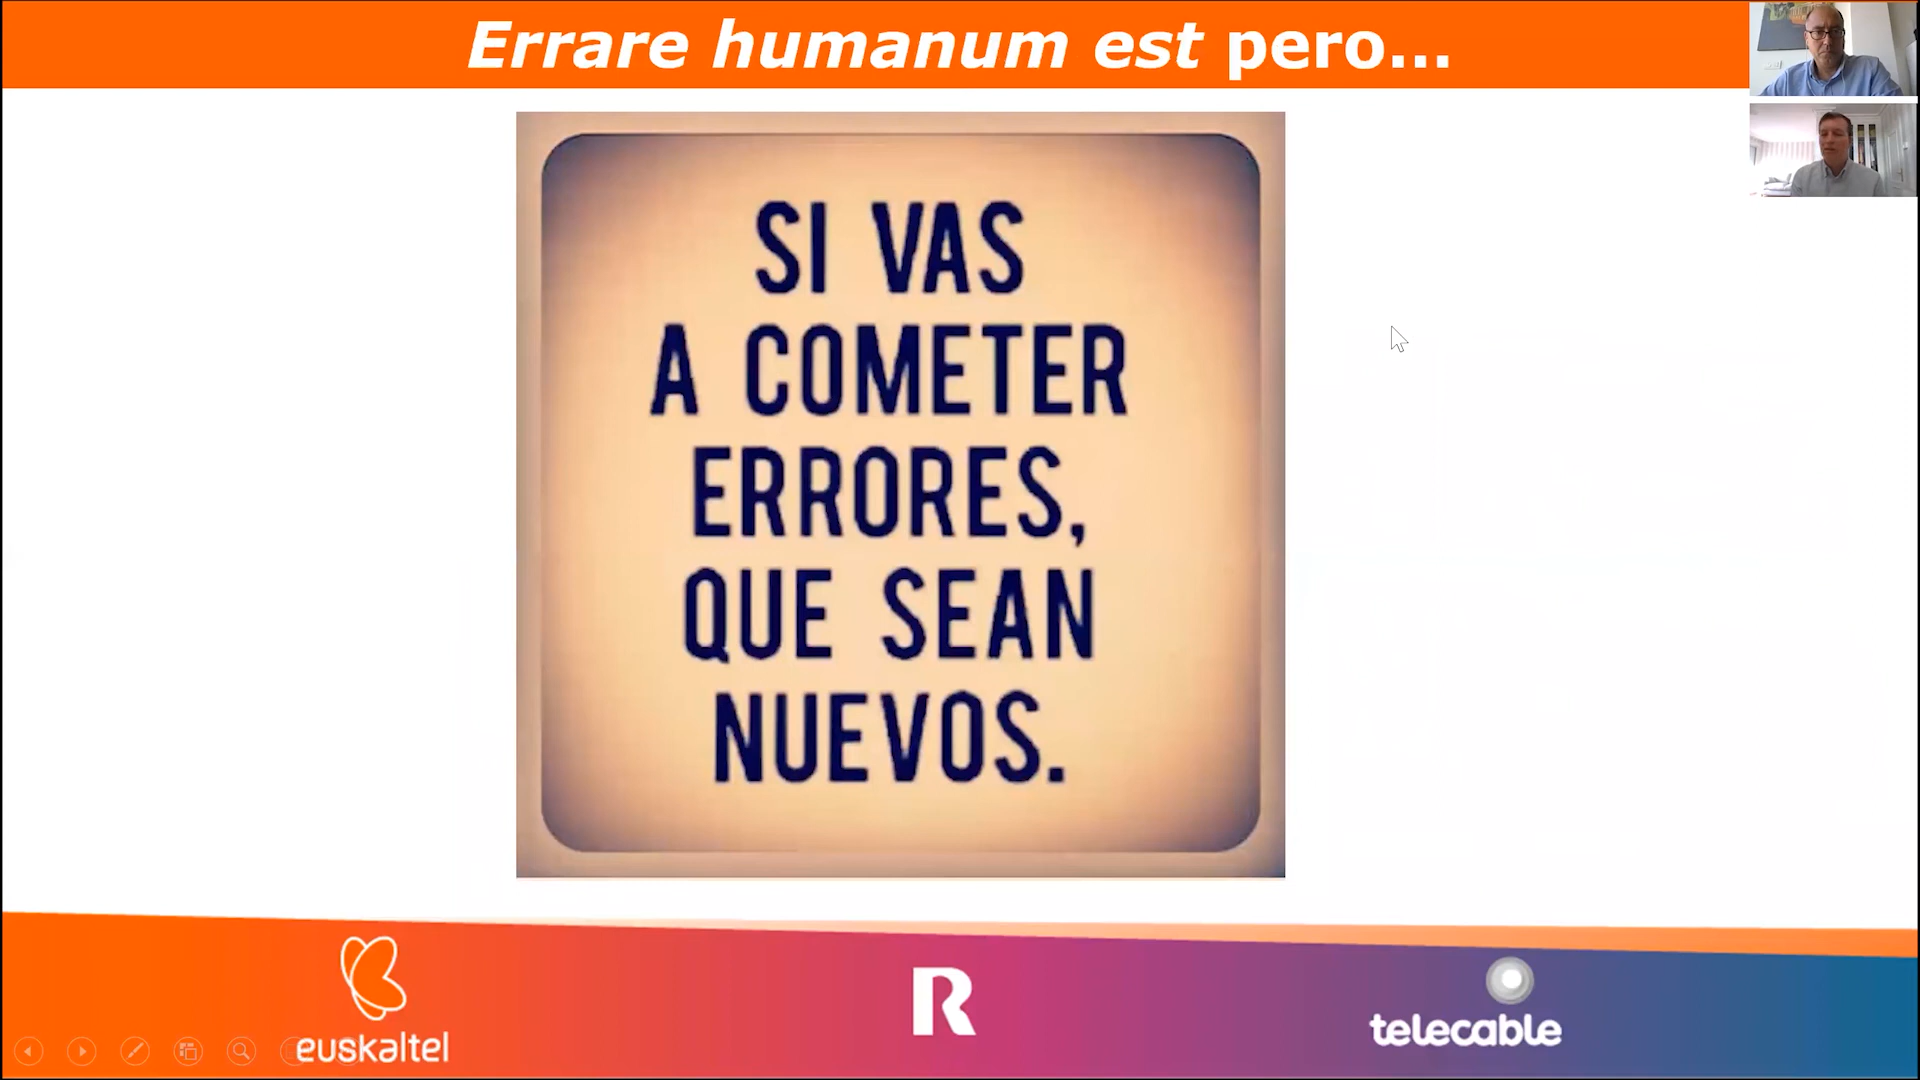 Errare humanum est pero...
SI VAS
A COMETER
ERRORES,
QUE SEAN
NUEVOS.
euskaltel
R
telecable